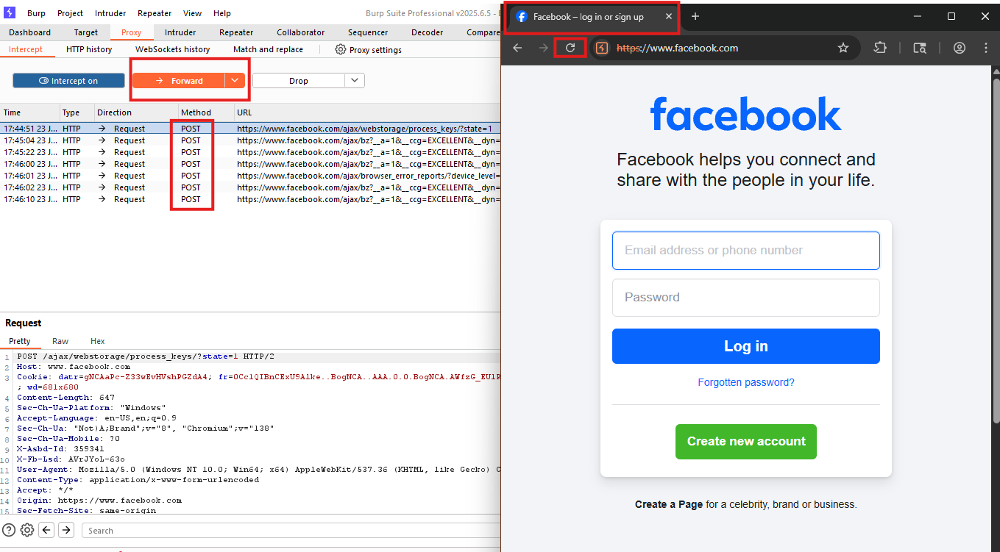 Burp Project Intruder Repeater View Help Burp Suite Professional v2025.6.5 -
Dashboard Target Proxy Intruder Repeater Collaborator Sequencer Decoder Compare
Intercept HTTP history WebSockets history Match and replace Proxy settings
Intercept on Forward Drop
Time Type Direction Method URL
17:44:51 23 J... HTTP Request POST https://www.facebook.com/ajax/webstorage/process_keys/?state=1
17:45:04 23 J... HTTP Request POST https://www.facebook.com/ajax/bz?__a=1&__ccg=EXCELLENT&__dyn=
17:45:22 23 J... HTTP Request POST https://www.facebook.com/ajax/bz?__a=1&__ccg=EXCELLENT&__dyn=
17:46:00 23 J... HTTP Request POST https://www.facebook.com/ajax/bz?__a=1&__ccg=EXCELLENT&__dyn=
17:46:01 23 J... HTTP Request POST https://www.facebook.com/ajax/browser_error_reports/?device_level=
17:46:02 23 J... HTTP Request POST https://www.facebook.com/ajax/bz?__a=1&__ccg=EXCELLENT&__dyn=
17:46:10 23 J... HTTP Request POST https://www.facebook.com/ajax/bz?__a=1&__ccg=EXCELLENT&__dyn=
Request
Pretty Raw Hex
1 POST /ajax/webstorage/process_keys/?state=1 HTTP/2
2 Host: www.facebook.com
3 Cookie: datr=gNCAaPc-Z33wEvHVshPGZdA4; fr=0Cc1QIBnCExU9A1ke..BogNCA..AAA.0.0.BogNCA.AWfzG_EU1R
; wd=681x680
4 Content-Length: 647
5 Sec-Ch-Ua-Platform: "Windows"
6 Accept-Language: en-US,en;q=0.9
7 Sec-Ch-Ua: "Not)A;Brand";v="8", "Chromium";v="138"
8 Sec-Ch-Ua-Mobile: ?0
9 X-Asbd-Id: 359341
10 X-Fb-Lsd: AVrJYoL-63o
11 User-Agent: Mozilla/5.0 (Windows NT 10.0; Win64; x64) AppleWebKit/537.36 (KHTML, like Gecko) C
12 Content-Type: application/x-www-form-urlencoded
13 Accept: */*
14 Origin: https://www.facebook.com
15 Sec-Fetch-Site: same-origin
Search
Facebook – log in or sign up
https://www.facebook.com
facebook
Facebook helps you connect and
share with the people in your life.
Email address or phone number
Password
Log in
Forgotten password?
Create new account
Create a Page for a celebrity, brand or business.